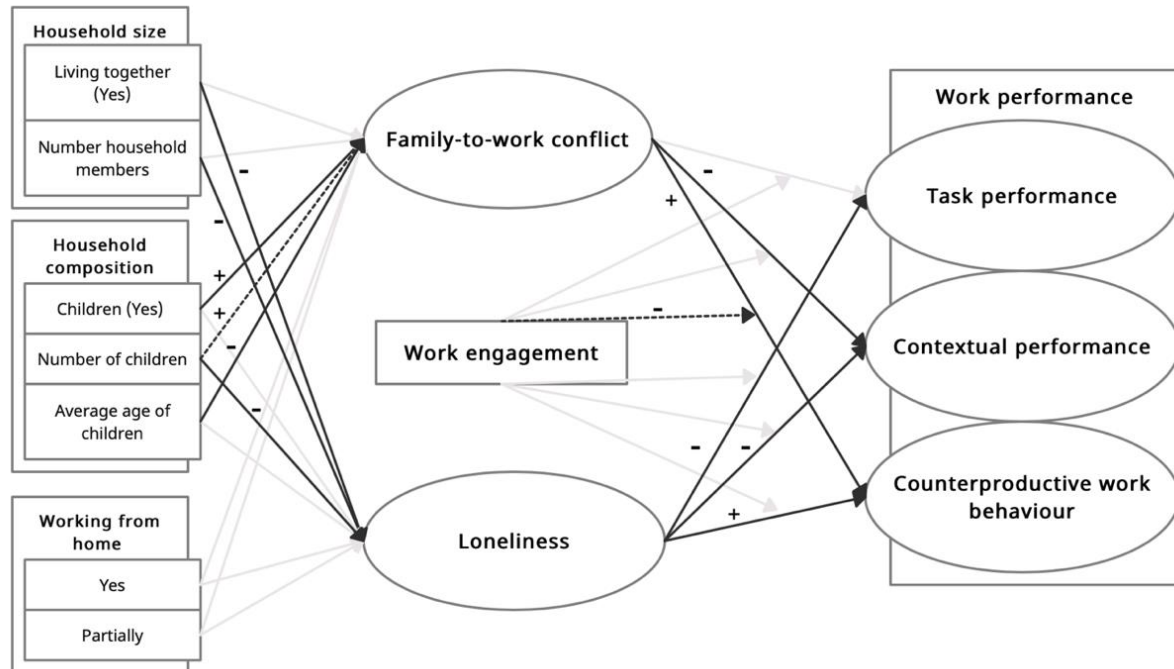 Household size
Living together
(Yes)
Number household
members
Household
composition
Children (Yes)
Number of children
Average age of
children
Working from
home
Yes
Partially
Family-to-work conflict
Work engagement
Loneliness
Work performance
Task performance
Contextual performance
Counterproductive work
behaviour
-
-
+
+
-
-
-
+
-
-
-
+